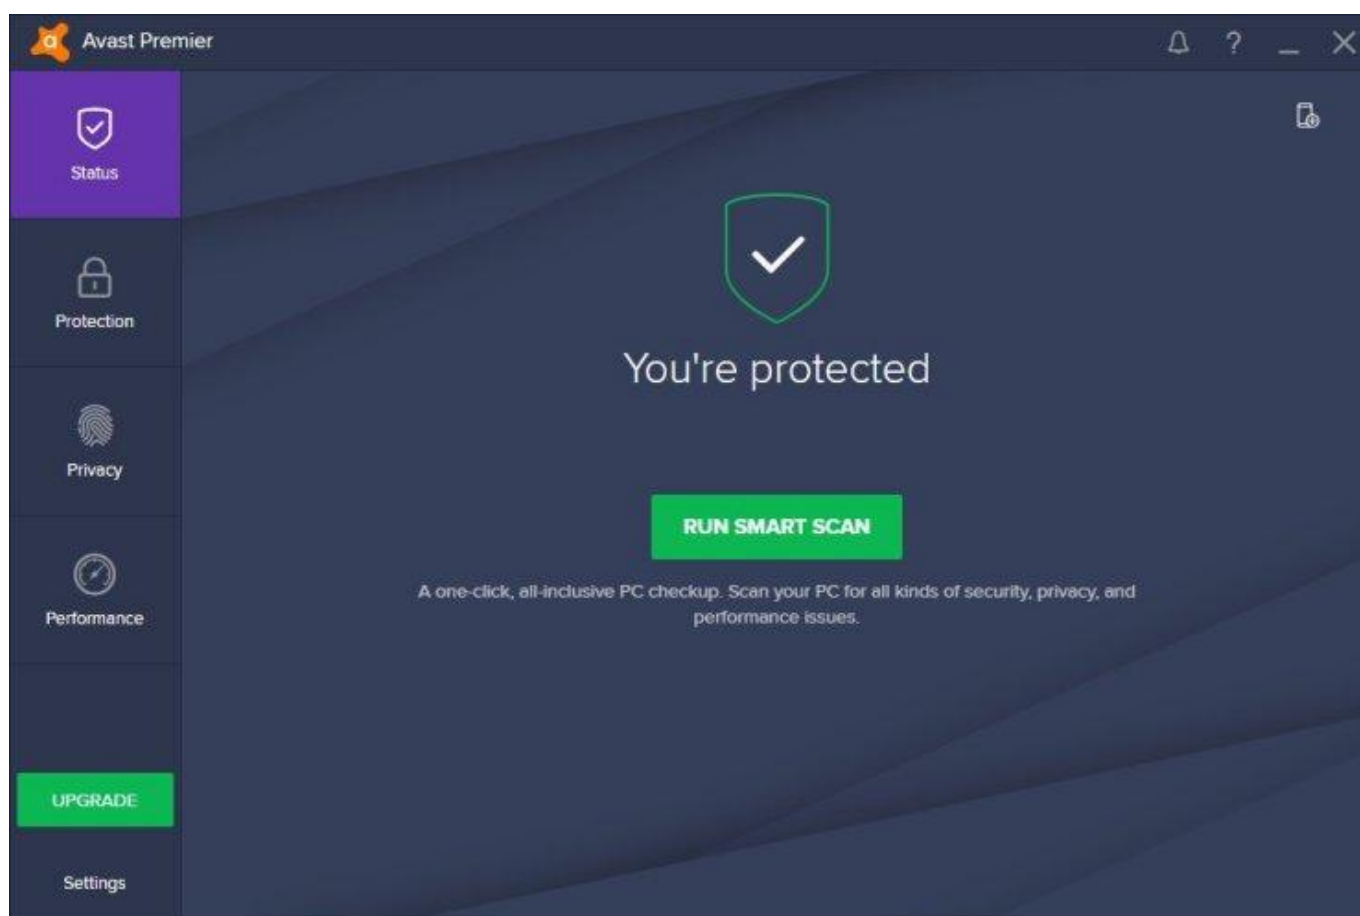 Avast Premier
?
Status
Protection
Privacy
Performance
UPGRADE
Settings
You're protected
RUN SMART SCAN
A one-click, all-inclusive PC checkup. Scan your PC for all kinds of security, privacy, and
performance issues.